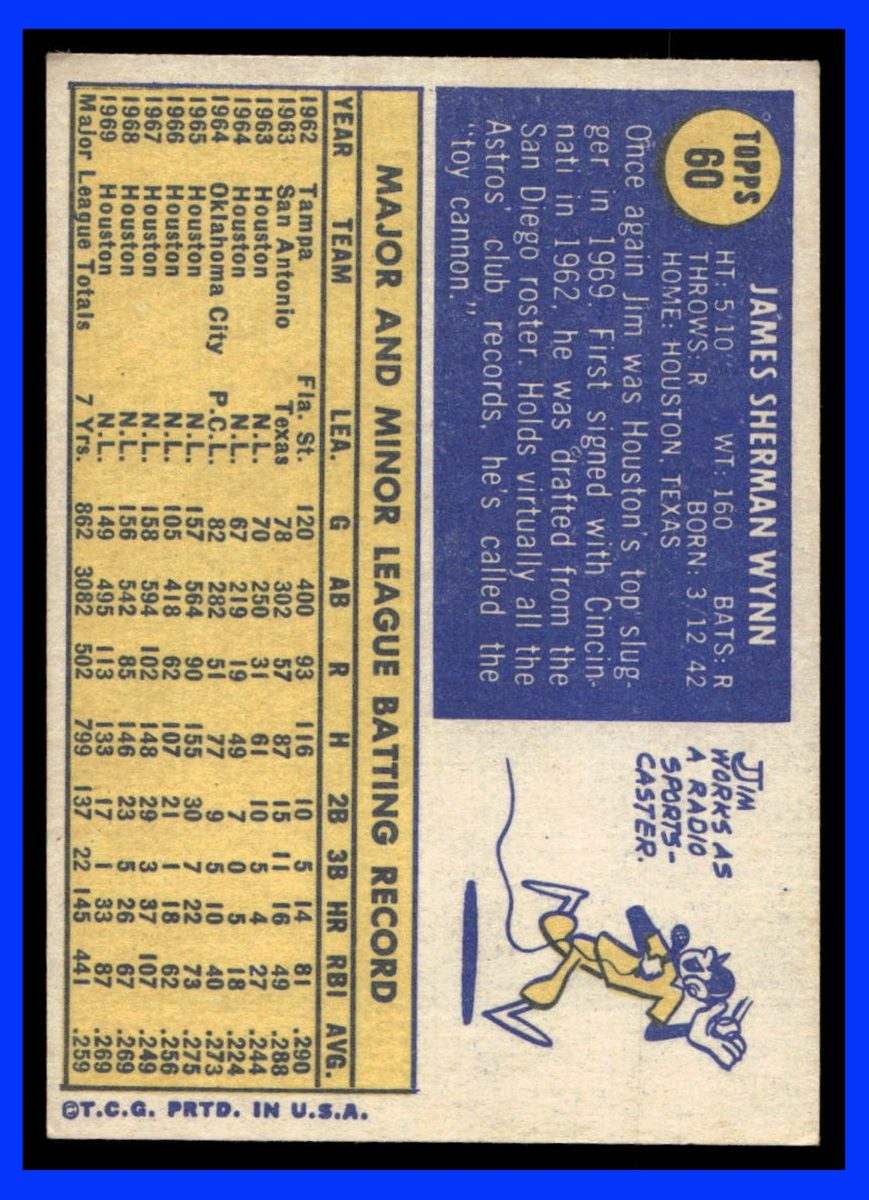 TOPPS
60
JAMES SHERMAN WYNN
HT: 5/10" WT: 160 BATS: R
THROWS: R BORN: 3/12/42
HOME: HOUSTON, TEXAS
Once again Jim was Houston's top slug-
ger in 1969. First signed with Cincin-
nati in 1962, he was drafted from the
San Diego roster. Holds virtually all the
Astros' club records, he's called the
"toy cannon."
JIM
WORKS AS
A RADIO
SPORTS-
CASTER.
MAJOR AND MINOR LEAGUE BATTING RECORD
YEAR TEAM LEA. G AB R H 2B 3B HR RBI AVG.
1962 Tampa Fla. St. 120 400 93 116 10 5 14 81 .290
1963 San Antonio Texas 78 302 57 87 15 11 16 49 .288
1963 Houston N.L. 70 250 31 61 10 5 4 27 .244
1964 Houston N.L. 67 219 19 49 7 0 5 18 .224
1964 Oklahoma City P.C.L. 82 282 51 77 9 5 10 40 .273
1965 Houston N.L. 157 564 90 155 30 7 22 73 .275
1966 Houston N.L. 105 418 62 107 21 1 18 62 .256
1967 Houston N.L. 158 594 102 148 29 3 37 107 .249
1968 Houston N.L. 156 542 85 146 23 5 26 67 .269
1969 Houston N.L. 149 495 113 133 17 1 33 87 .269
Major League Totals 7 Yrs. 862 3082 502 799 137 22 145 441 .259
©T.C.G. PRTD. IN U.S.A.